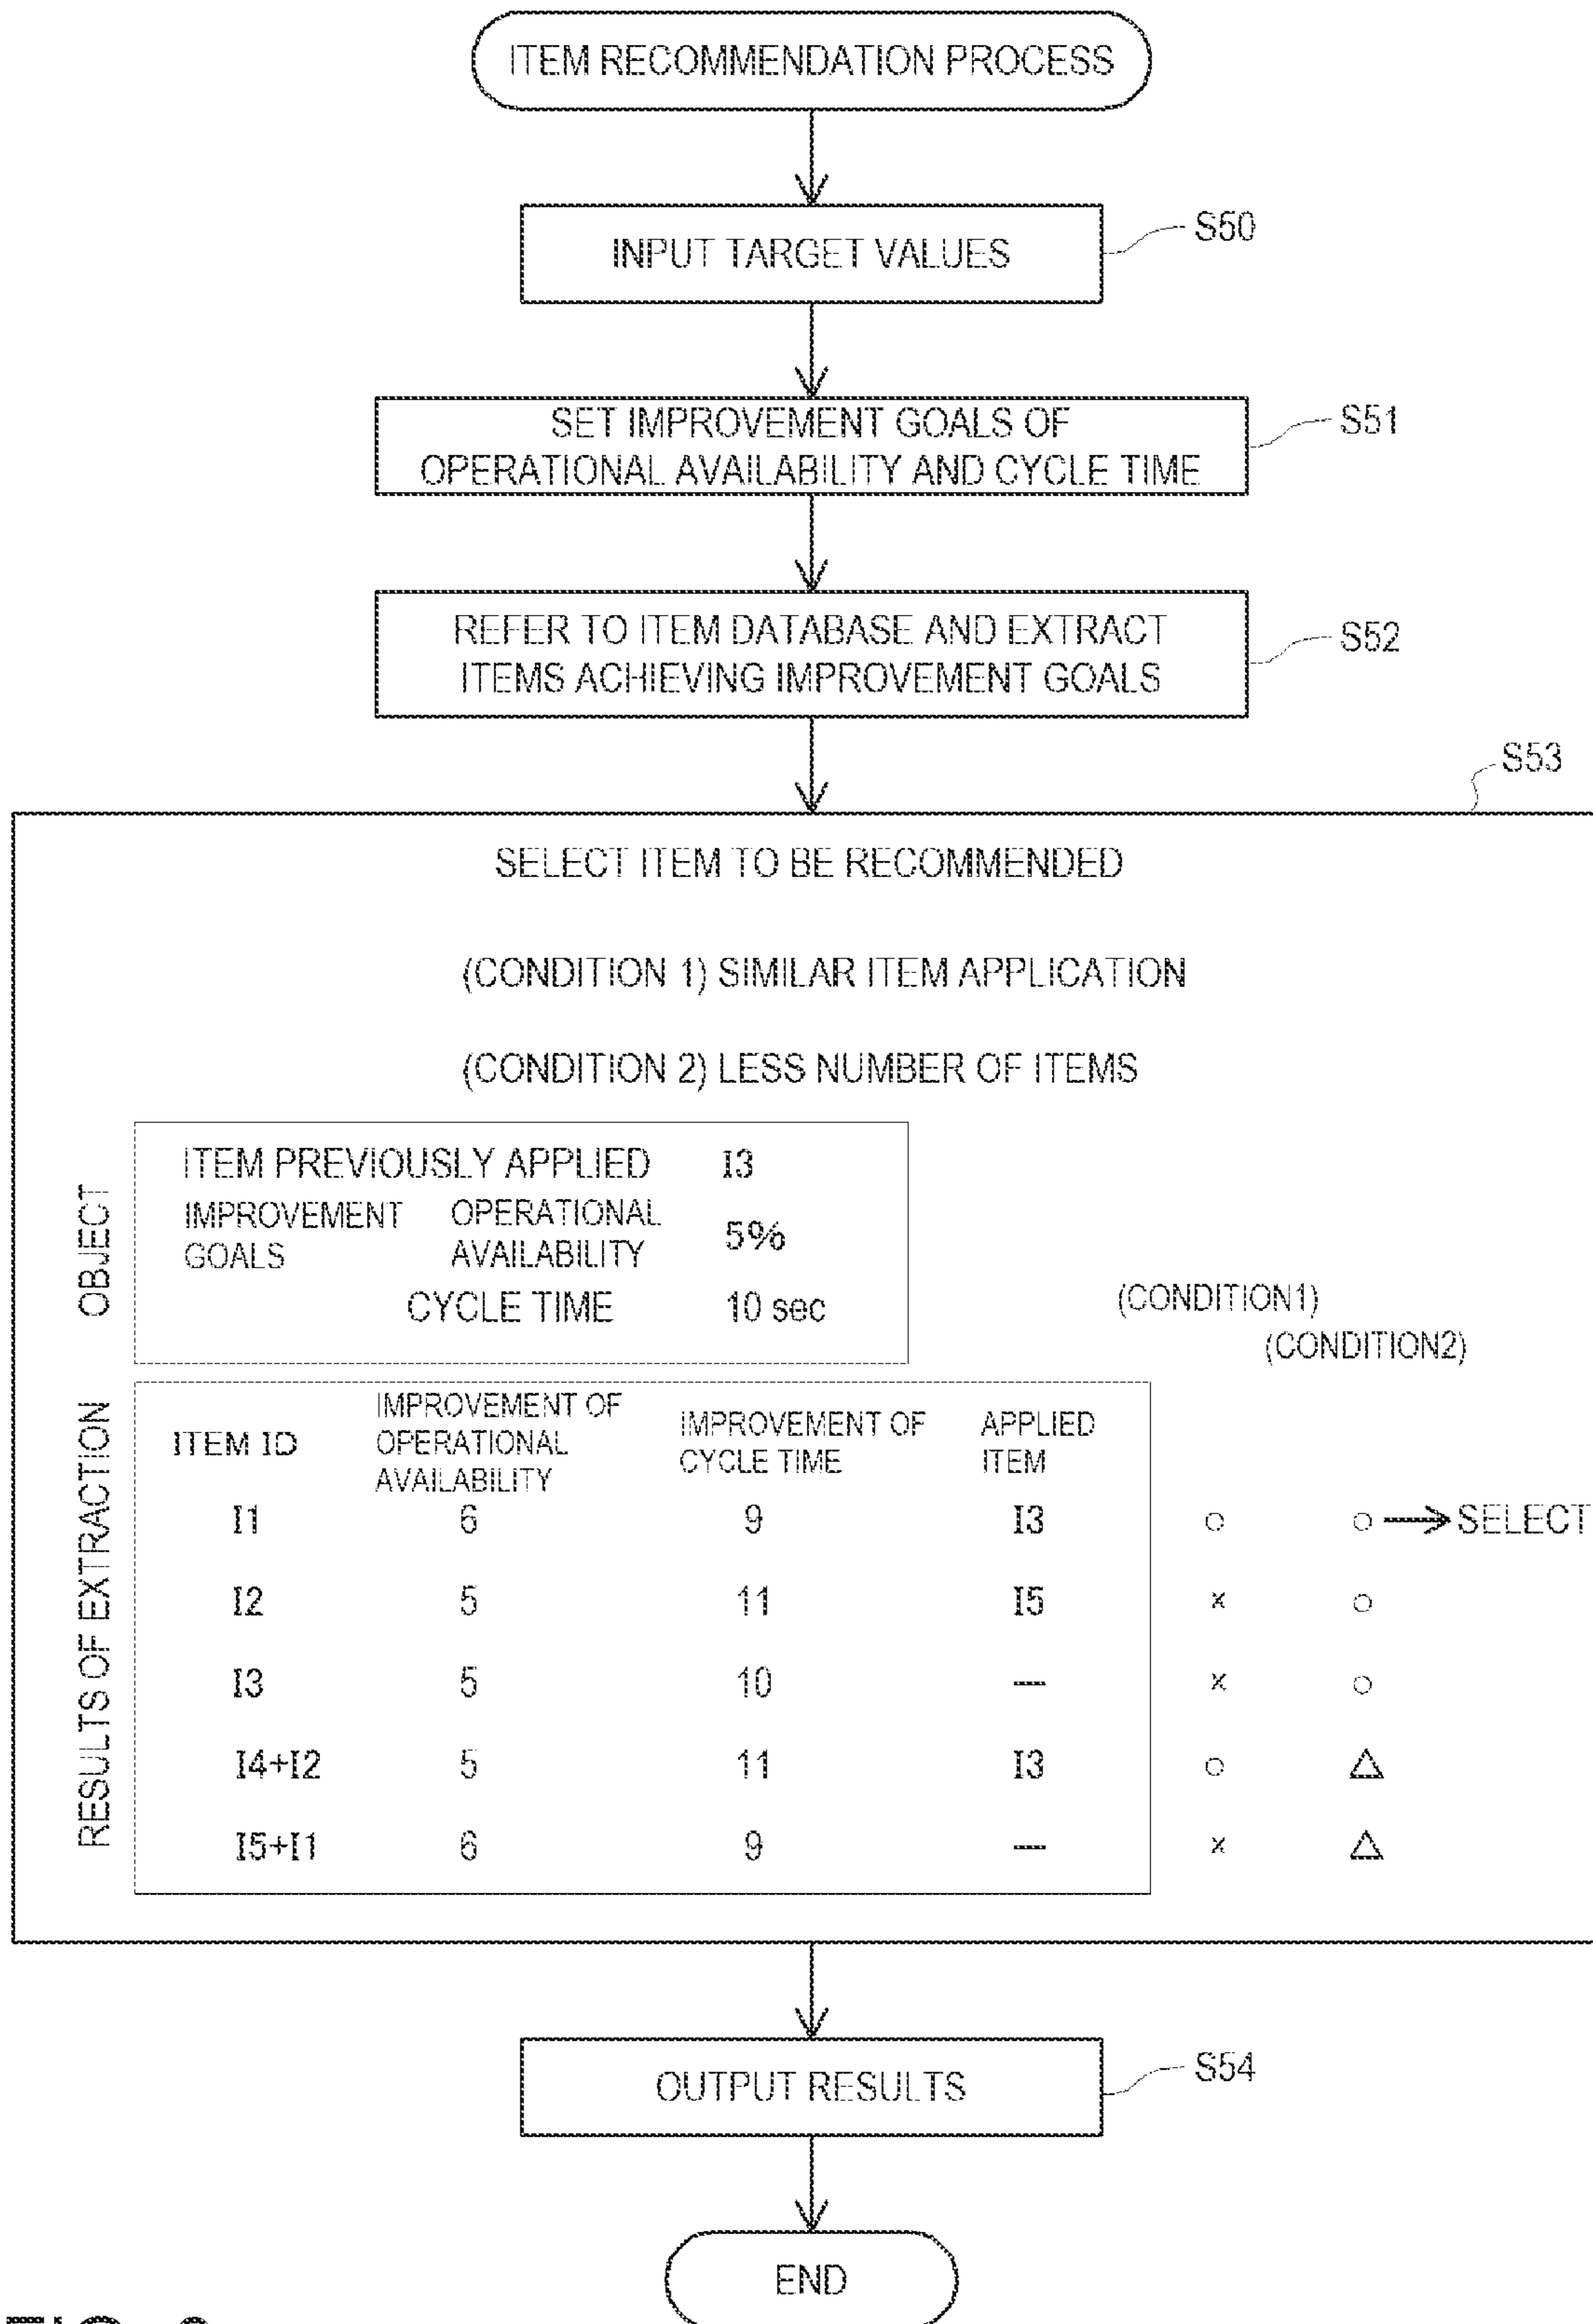 ITEM RECOMMENDATION PROCESS
INPUT TARGET VALUES
S50
SET IMPROVEMENT GOALS OF
OPERATIONAL AVAILABILITY AND CYCLE TIME
S51
REFER TO ITEM DATABASE AND EXTRACT
ITEMS ACHIEVING IMPROVEMENT GOALS
S52
S53
SELECT ITEM TO BE RECOMMENDED
(CONDITION 1) SIMILAR ITEM APPLICATION
(CONDITION 2) LESS NUMBER OF ITEMS
OBJECT
ITEM PREVIOUSLY APPLIED I3
IMPROVEMENT GOALS OPERATIONAL AVAILABILITY 5%
CYCLE TIME 10 sec
(CONDITION1)
(CONDITION2)
RESULTS OF EXTRACTION
ITEM ID IMPROVEMENT OF OPERATIONAL AVAILABILITY IMPROVEMENT OF CYCLE TIME APPLIED ITEM
I1 6 9 I3 ○ ○ → SELECT
I2 5 11 I5 x ○
I3 5 10 — x ○
I4+I2 5 11 I3 ○ △
I5+I1 6 9 — x △
OUTPUT RESULTS
S54
END